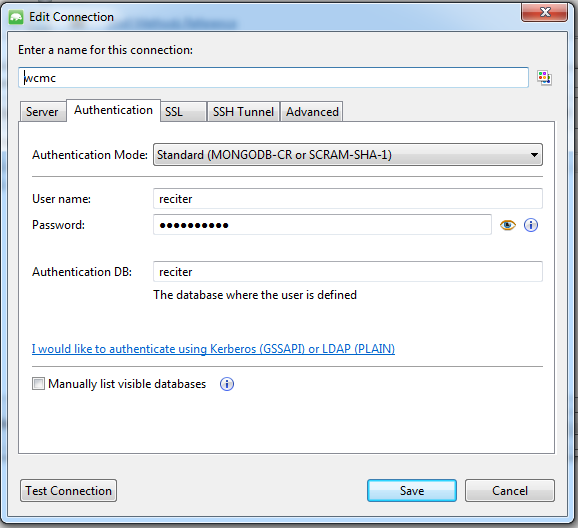 Edit Connection
Enter a name for this connection:
wcmc
Server Authentication SSL SSH Tunnel Advanced
Authentication Mode: Standard (MONGODB-CR or SCRAM-SHA-1)
User name: reciter
Password: ●●●●●●●●●●
Authentication DB: reciter
The database where the user is defined
I would like to authenticate using Kerberos (GSSAPI) or LDAP (PLAIN)
Manually list visible databases
Test Connection Save Cancel